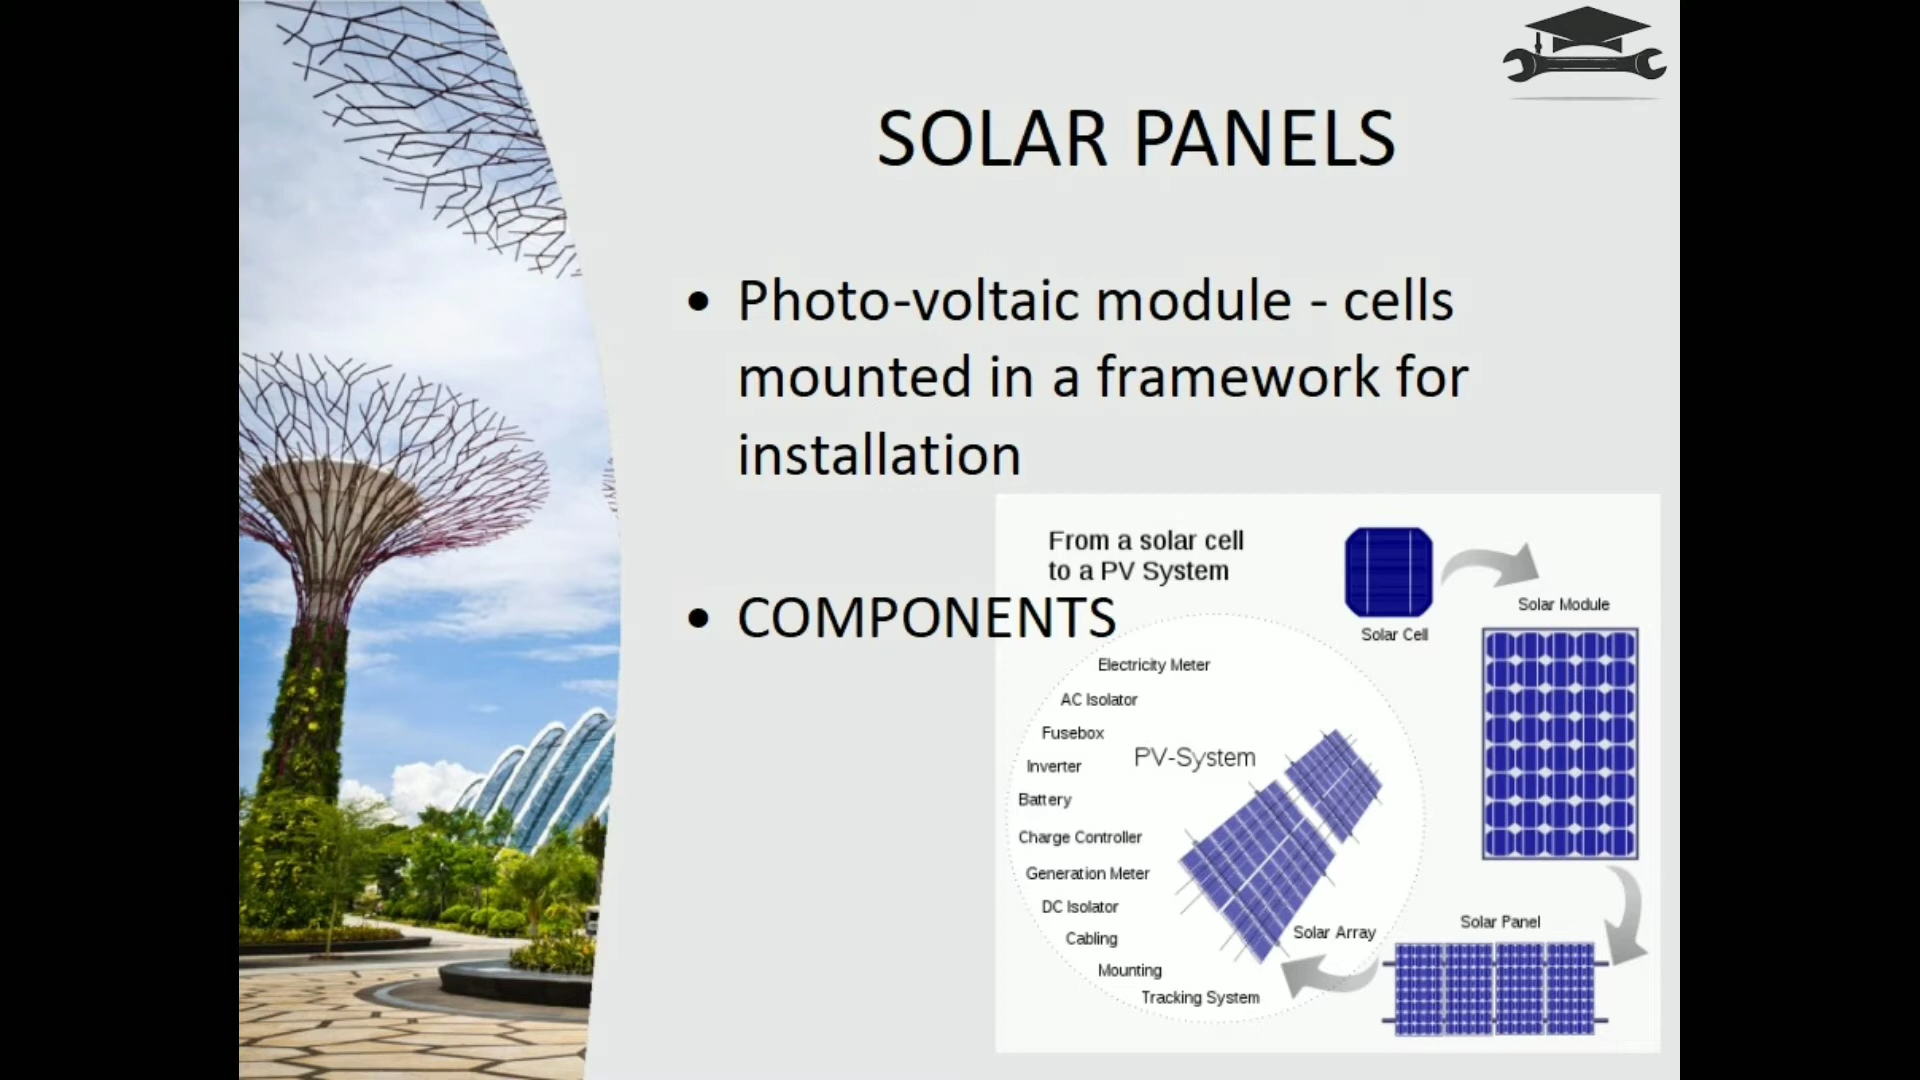 SOLAR PANELS
• Photo-voltaic module - cells
mounted in a framework for
installation
• COMPONENTS
From a solar cell
to a PV System
Solar Cell
Solar Module
Electricity Meter
AC Isolator
Fusebox
Inverter
Battery
Charge Controller
Generation Meter
DC Isolator
Cabling
Mounting
Tracking System
PV-System
Solar Array
Solar Panel